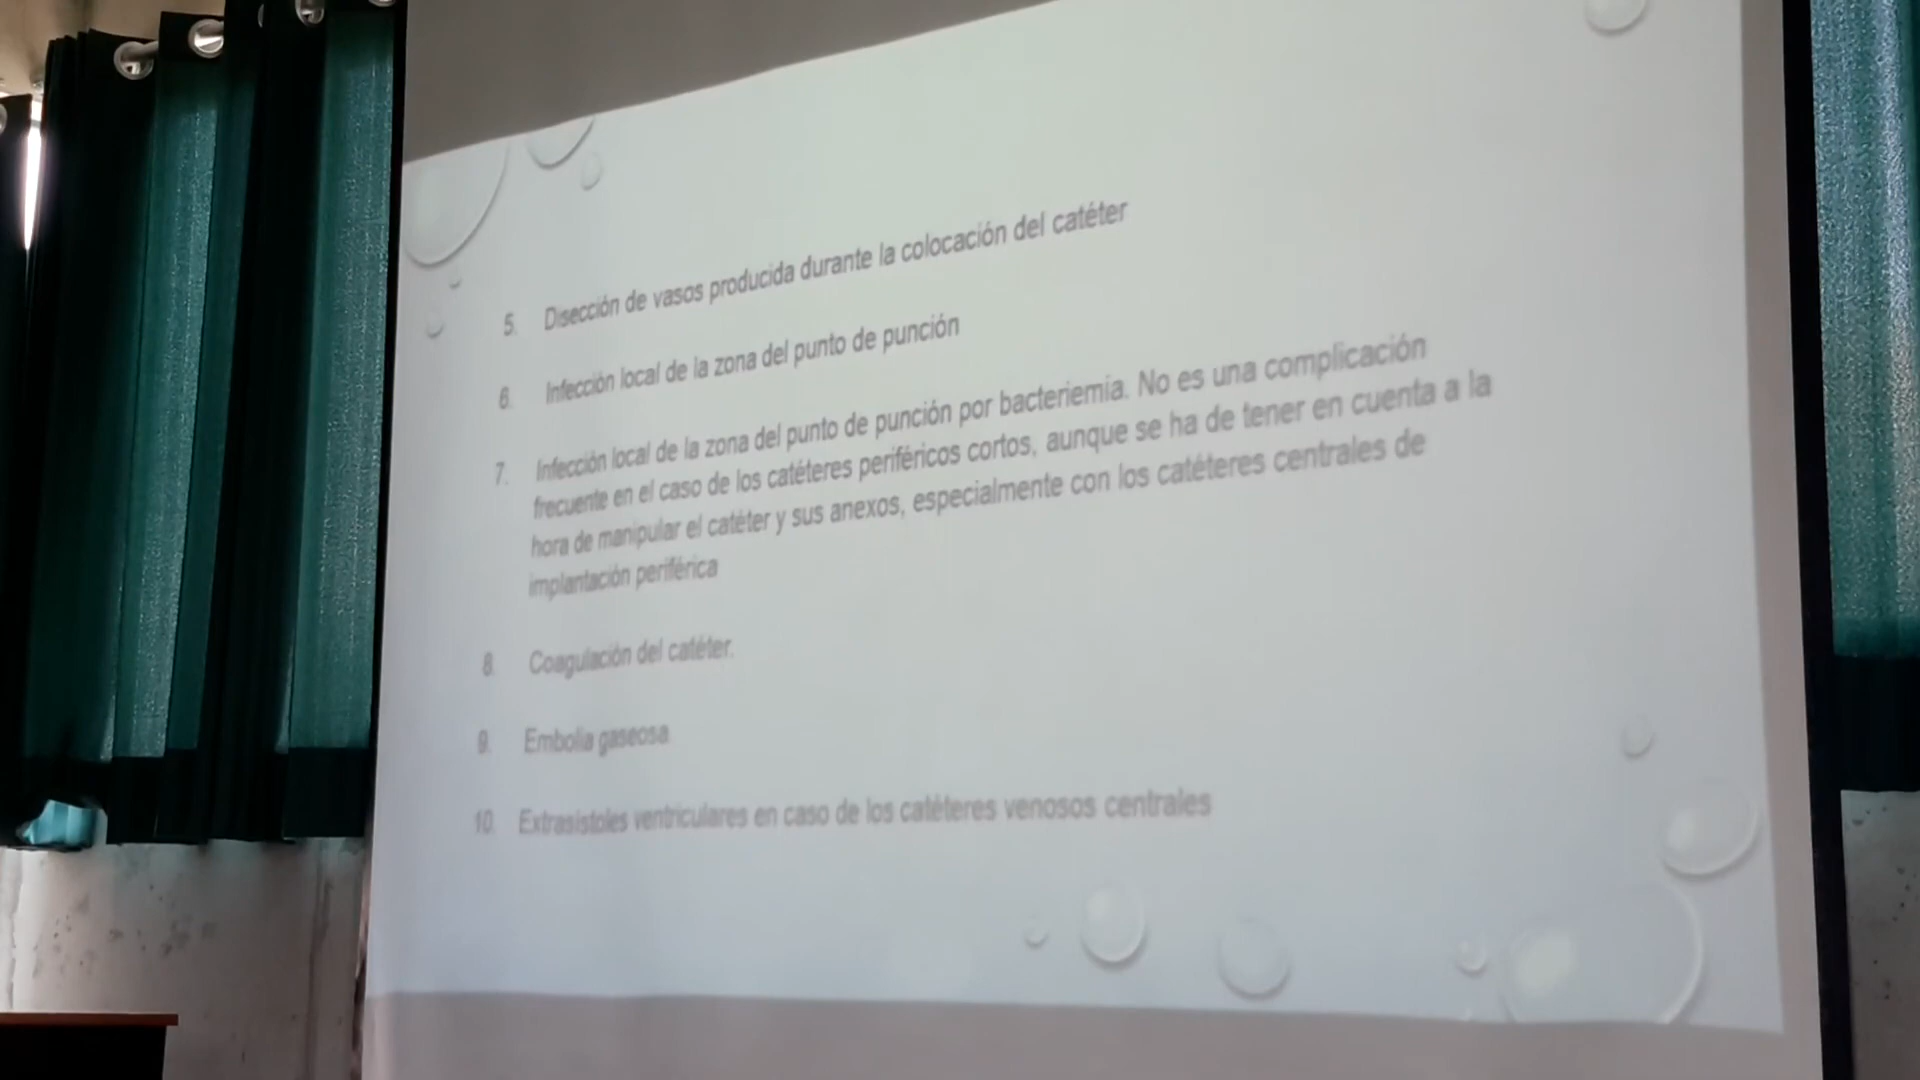 5. Disección de vasos producida durante la colocación del catéter
6. Infección local de la zona del punto de punción
7. Infección local de la zona del punto de punción por bacteriemia. No es una complicación
frecuente en el caso de los catéteres periféricos cortos, aunque se ha de tener en cuenta a la
hora de manipular el catéter y sus anexos, especialmente con los catéteres centrales de
implantación periférica
8. Coagulación del catéter.
9. Embolia gaseosa
10. Extrasístoles ventriculares en caso de los catéteres venosos centrales